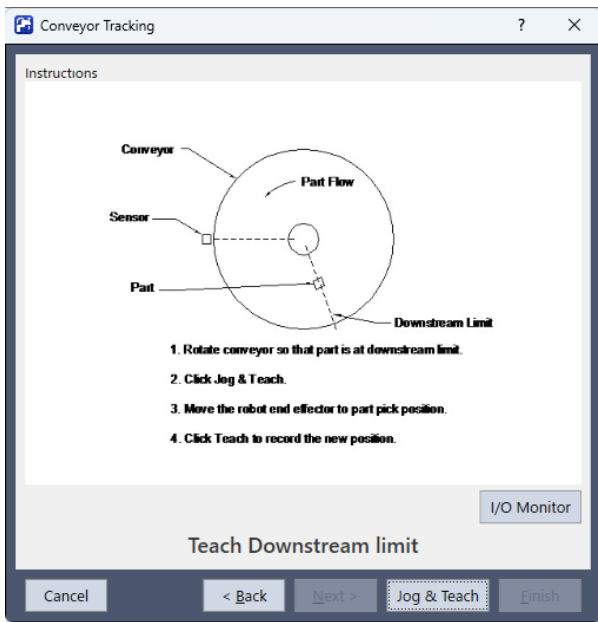 Conveyor Tracking
?
Instructions
Conveyor
Part Flow
Sensor
Part
Downstream Limit
1. Rotate conveyor so that part is at downstream limit.
2. Click Jog & Teach.
3. Move the robot end effector to part pick position.
4. Click Teach to record the new position.
I/O Monitor
Teach Downstream limit
Cancel
< Back
Next >
Jog & Teach
Finish